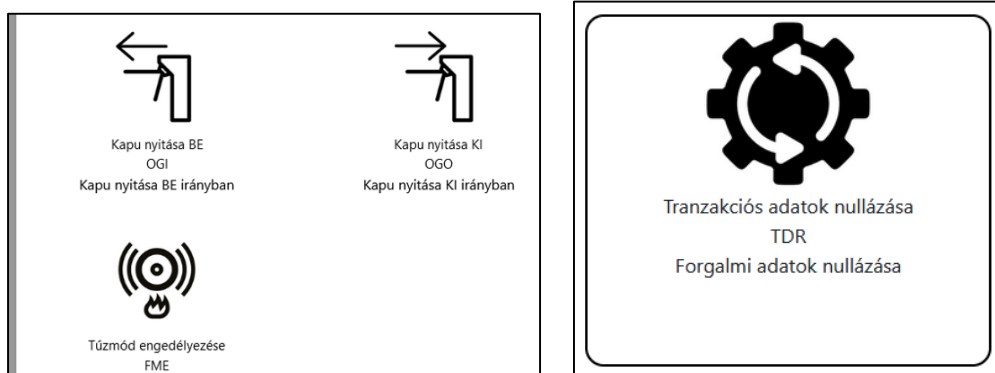 Kapu nyitása BE
OGI
Kapu nyitása BE irányban
Kapu nyitása KI
OGO
Kapu nyitása KI irányban
Tűzmód engedélyezése
FME
Tranzakciós adatok nullázása
TDR
Forgalmi adatok nullázása